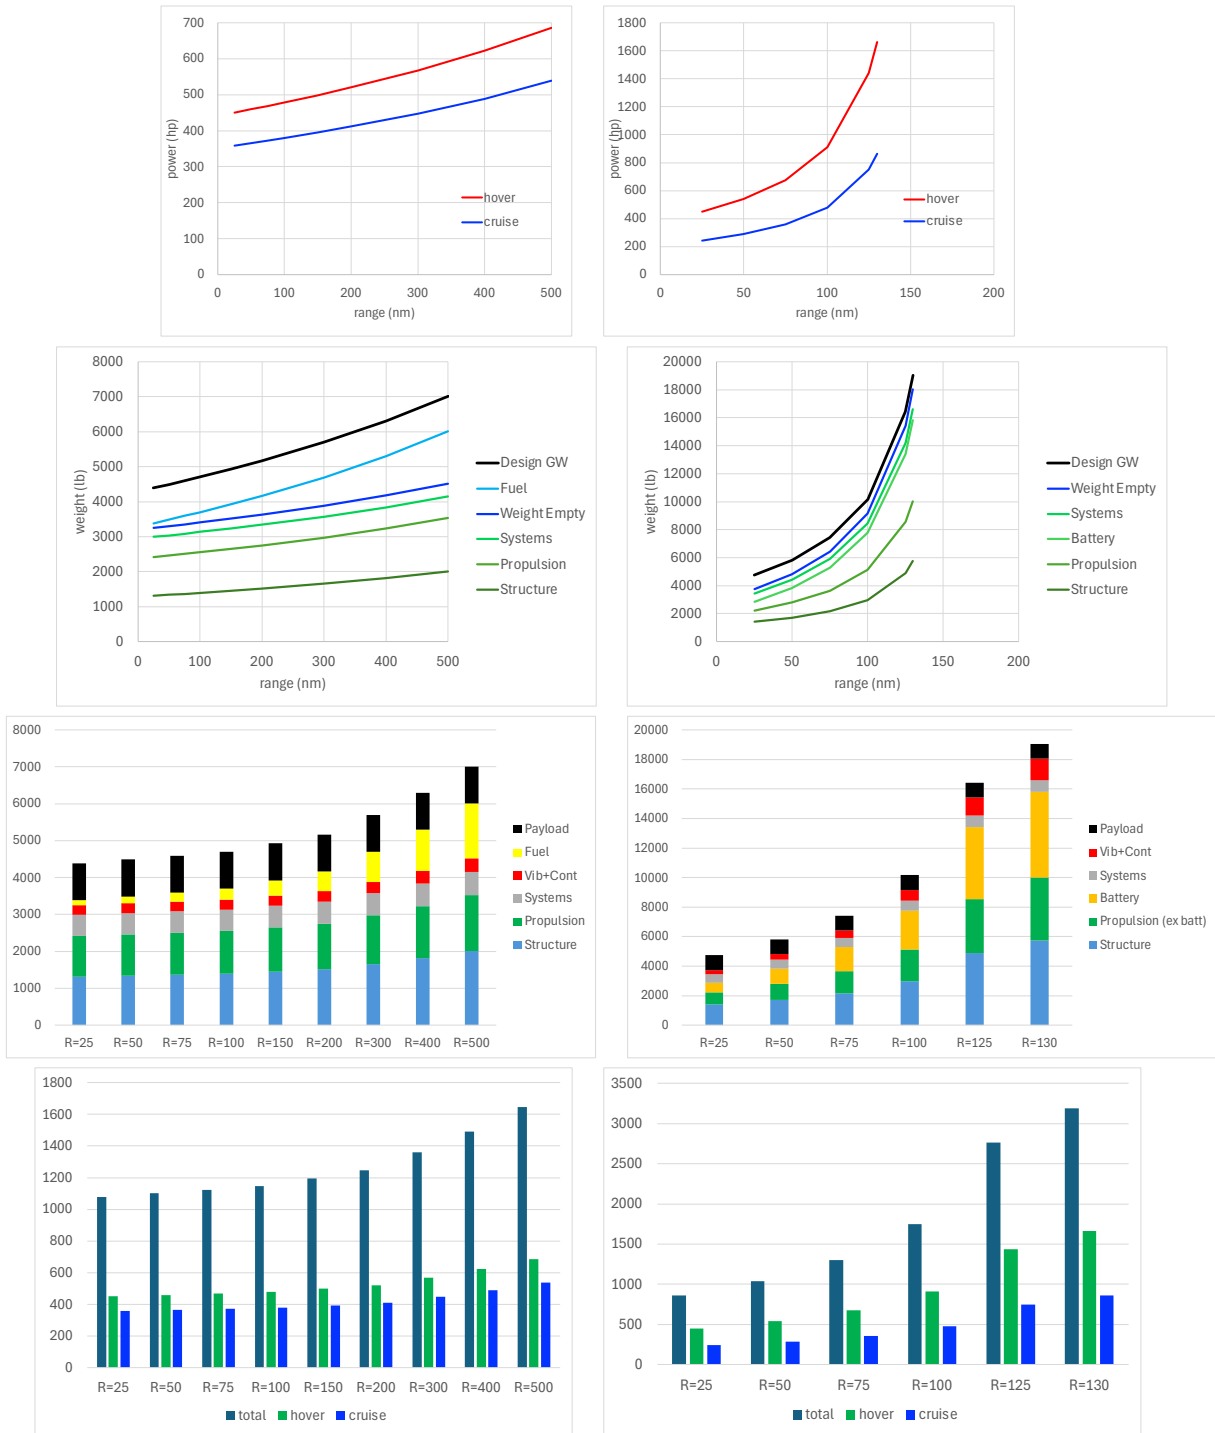 700
600
500
400
300
200
100
0
power (hp)
hover
cruise
0 100 200 300 400 500
range (nm)
1800
1600
1400
1200
1000
800
600
400
200
0
power (hp)
hover
cruise
0 50 100 150 200
range (nm)
8000
7000
6000
5000
4000
3000
2000
1000
0
weight (lb)
Design GW
Fuel
Weight Empty
Systems
Propulsion
Structure
0 100 200 300 400 500
range (nm)
20000
18000
16000
14000
12000
10000
8000
6000
4000
2000
0
weight (lb)
Design GW
Weight Empty
Systems
Battery
Propulsion
Structure
0 50 100 150 200
range (nm)
8000
7000
6000
5000
4000
3000
2000
1000
0
Payload
Fuel
Vib+Cont
Systems
Propulsion
Structure
R=25 R=50 R=75 R=100 R=150 R=200 R=300 R=400 R=500
20000
18000
16000
14000
12000
10000
8000
6000
4000
2000
0
Payload
Vib+Cont
Systems
Battery
Propulsion (ex batt)
Structure
R=25 R=50 R=75 R=100 R=125 R=130
1800
1600
1400
1200
1000
800
600
400
200
0
R=25 R=50 R=75 R=100 R=150 R=200 R=300 R=400 R=500
total hover cruise
3500
3000
2500
2000
1500
1000
500
0
R=25 R=50 R=75 R=100 R=125 R=130
total hover cruise